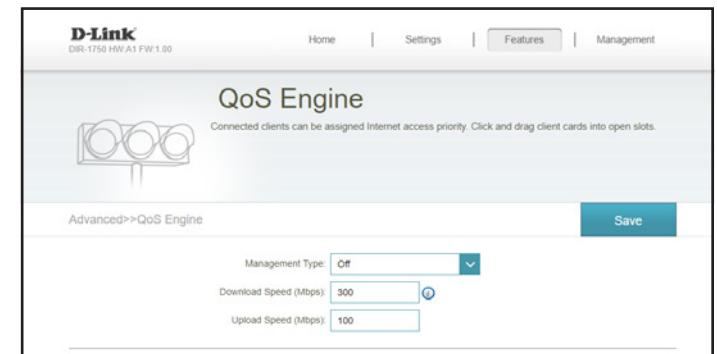 D-Link
DIR-1750 HW:A1 FW:1.00
Home | Settings | Features | Management
QoS Engine
Connected clients can be assigned Internet access priority. Click and drag client cards into open slots.
Advanced>>QoS Engine
Save
Management Type: Off
Download Speed (Mbps): 300
Upload Speed (Mbps): 100